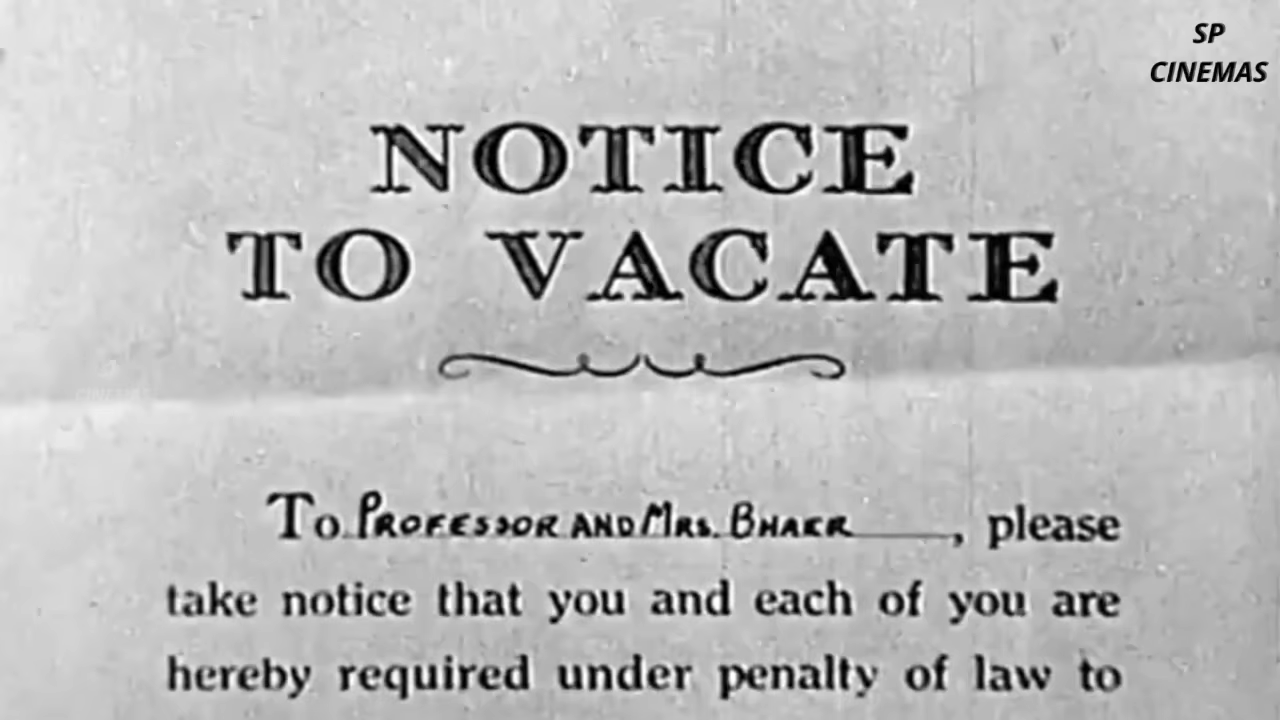 SP
CINEMAS
NOTICE
TO VACATE
To PROFESSOR AND MRS. BHAER, please
take notice that you and each of you are
hereby required under penalty of law to